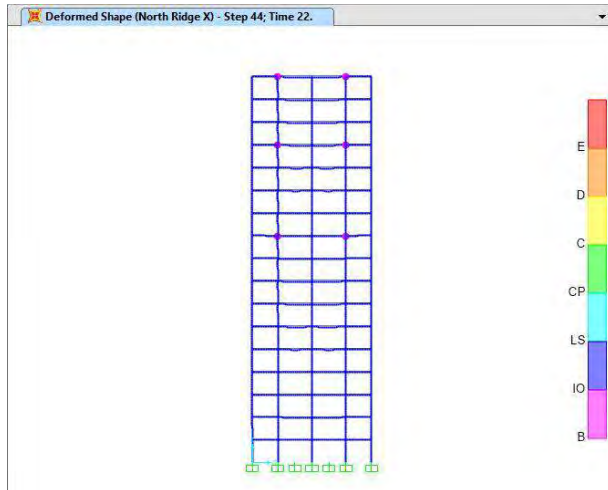 Deformed Shape (North Ridge X) - Step 44; Time 22.
E
D
C
CP
LS
IO
B